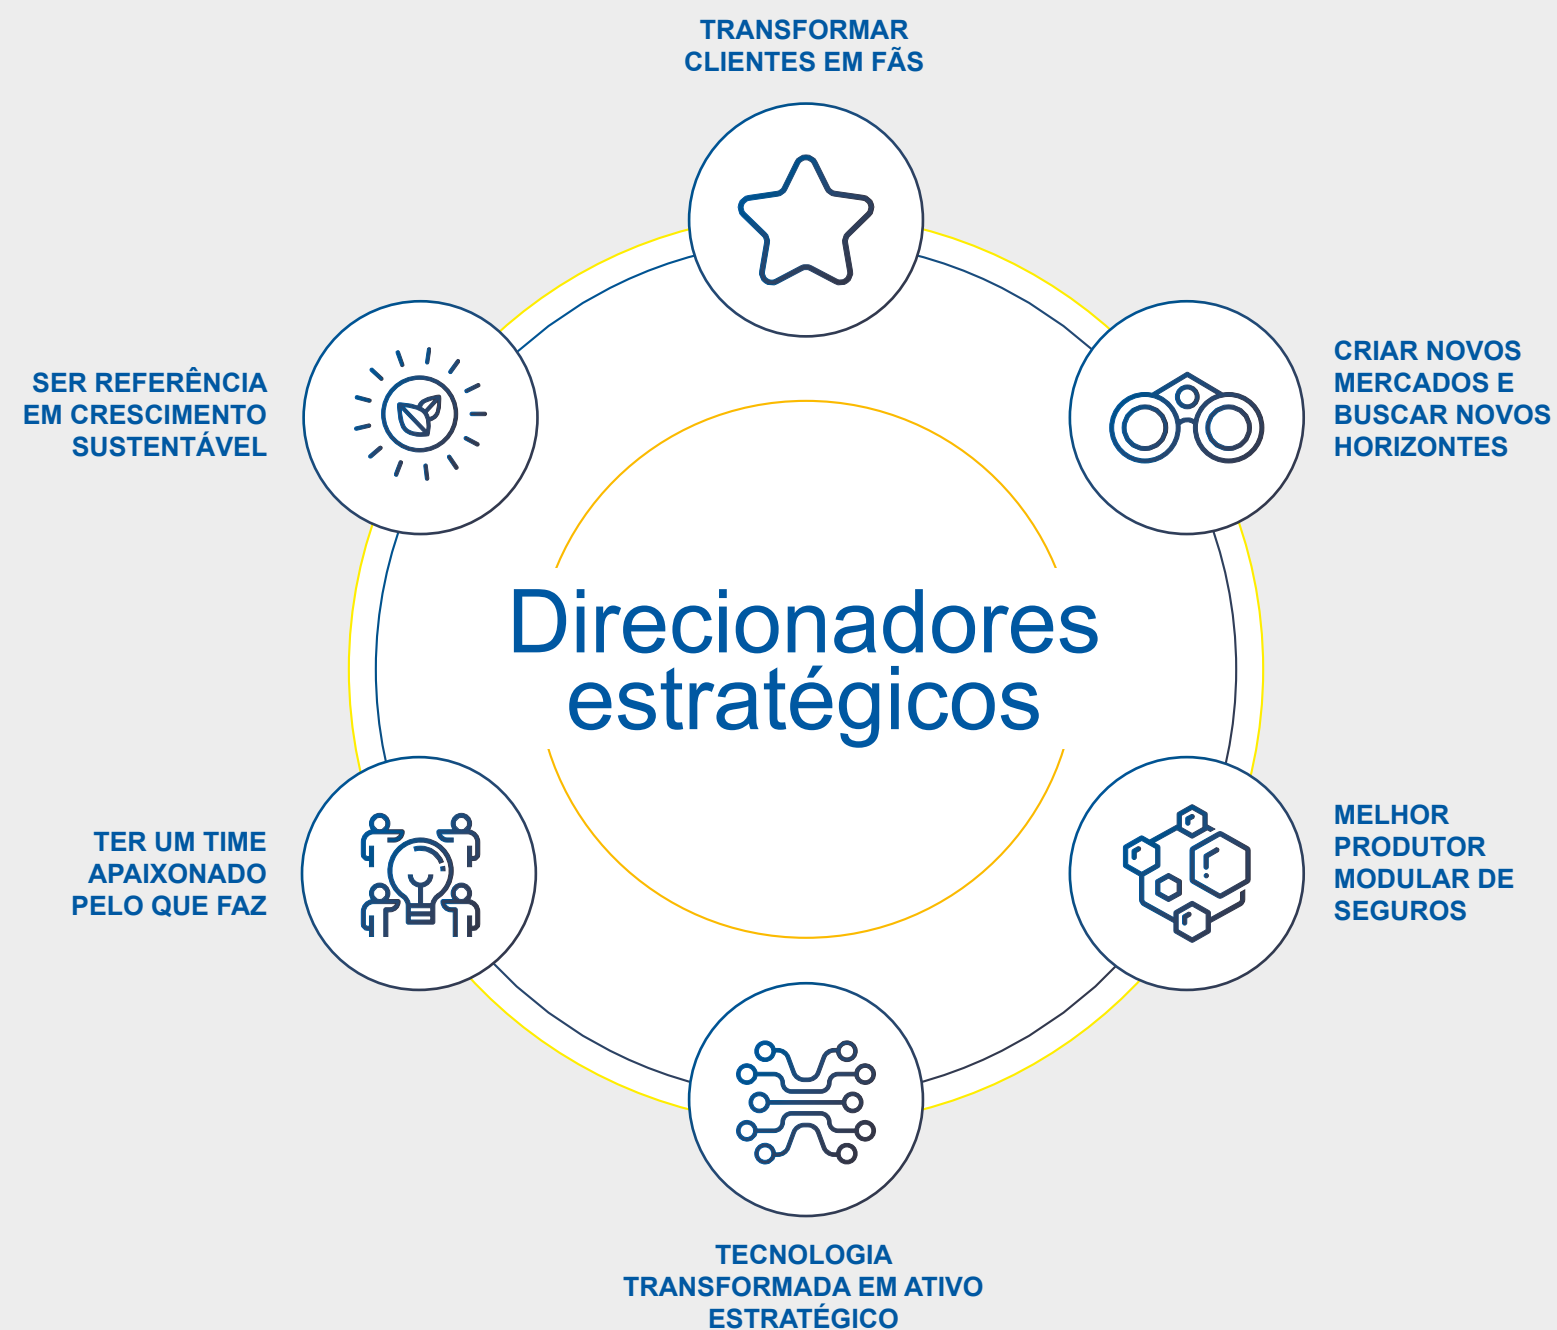 TRANSFORMAR
CLIENTES EM FÃS
CRIAR NOVOS
MERCADOS E
BUSCAR NOVOS
HORIZONTES
SER REFERÊNCIA
EM CRESCIMENTO
SUSTENTÁVEL
Direcionadores
estratégicos
MELHOR
PRODUTOR
MODULAR DE
SEGUROS
TER UM TIME
APAIXONADO
PELO QUE FAZ
TECNOLOGIA
TRANSFORMADA EM ATIVO
ESTRATÉGICO